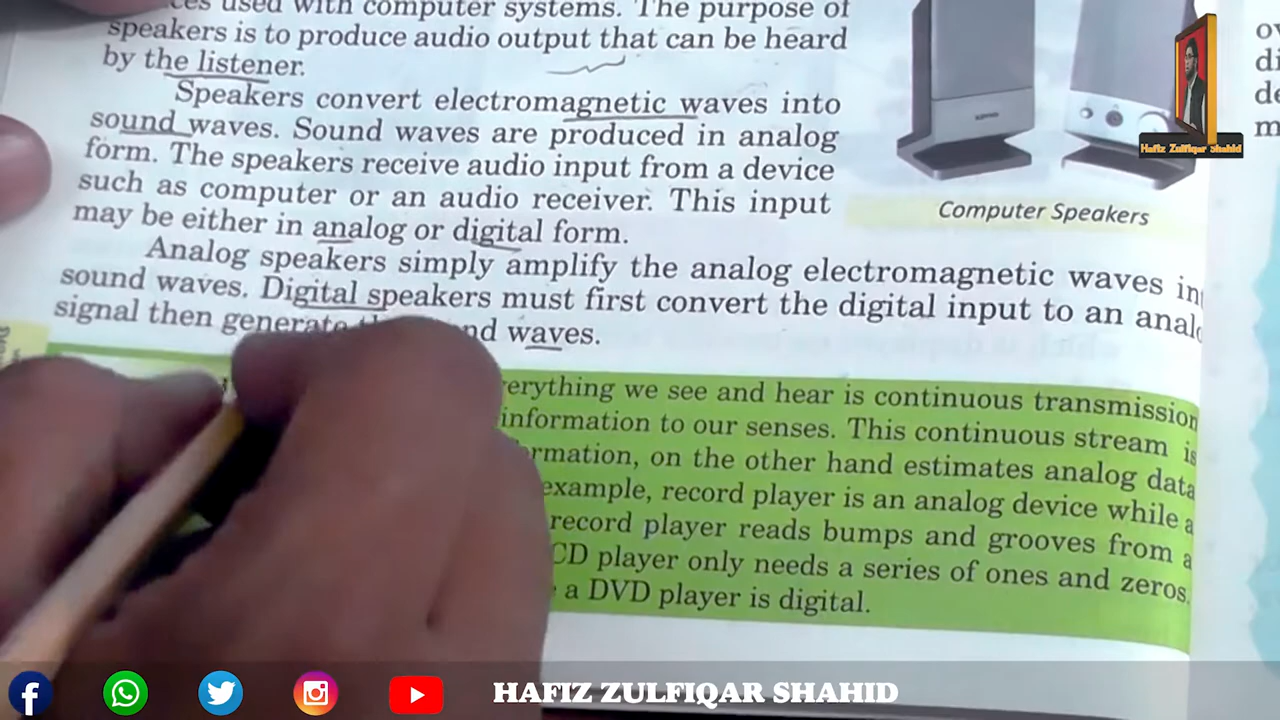 used with computer systems. The purpose of
speakers is to produce audio output that can be heard
by the listener.
Speakers convert electromagnetic waves into
sound waves. Sound waves are produced in analog
form. The speakers receive audio input from a device
such as computer or an audio receiver. This input
may be either in analog or digital form.
Analog speakers simply amplify the analog electromagnetic waves
sound waves. Digital speakers must first convert the digital input to an
signal then generate waves.
we see and hear is continuous transmission
information to our senses. This continuous stream is
on the other hand estimates analog data
example, record player is an analog device while a
record player reads bumps and grooves from a
CD player only needs a series of ones and zeros.
a DVD player is digital.
Computer Speakers
Hafiz Zulfiqar Shahid
HAFIZ ZULFIQAR SHAHID